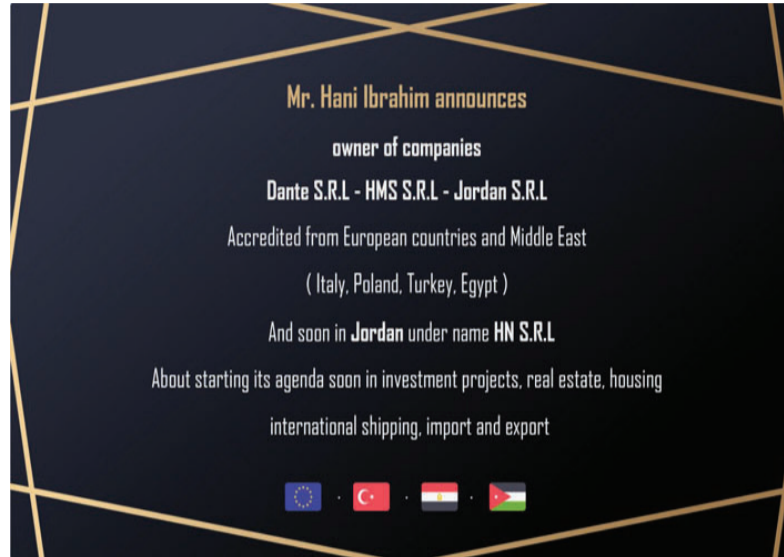 Mr. Hani Ibrahim announces
owner of companies
Dante S.R.L - HMS S.R.L - Jordan S.R.L
Accredited from European countries and Middle East
( Italy, Poland, Turkey, Egypt )
And soon in Jordan under name HN S.R.L
About starting its agenda soon in investment projects, real estate, housing
international shipping, import and export